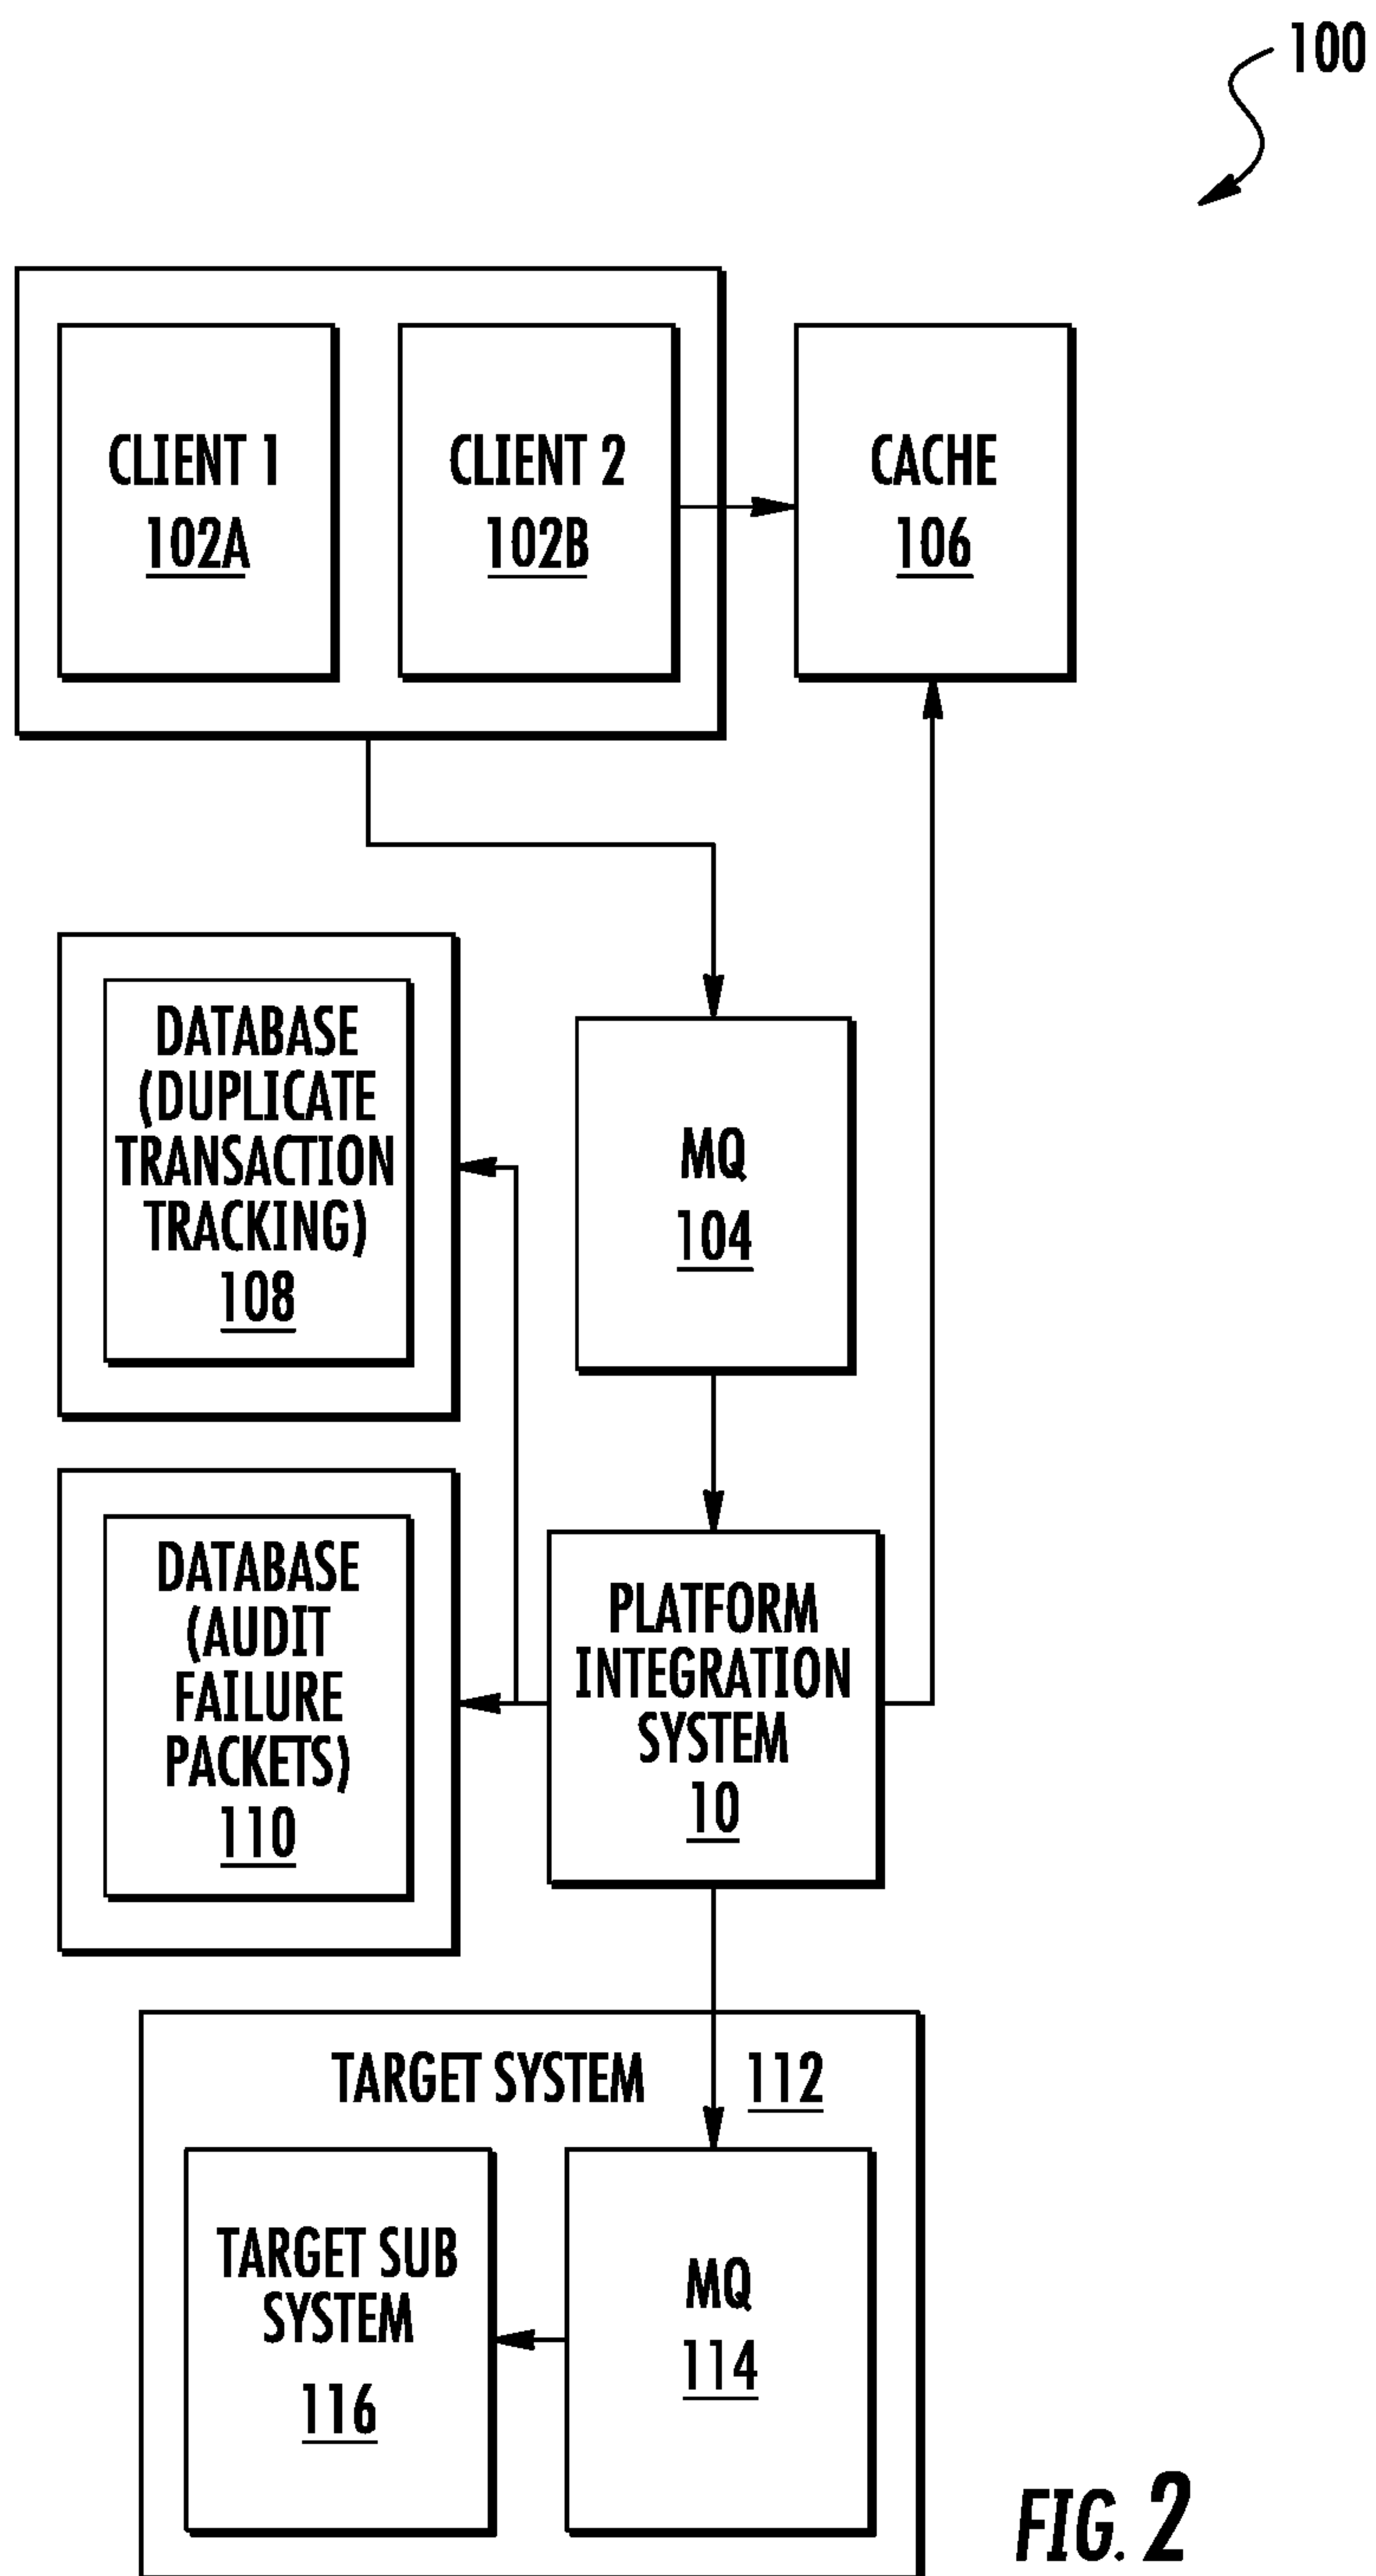 100
CLIENT 1
102A
CLIENT 2
102B
CACHE
106
DATABASE
(DUPLICATE
TRANSACTION
TRACKING)
108
MQ
104
DATABASE
(AUDIT
FAILURE
PACKETS)
110
PLATFORM
INTEGRATION
SYSTEM
10
TARGET SYSTEM 112
TARGET SUB
SYSTEM
116
MQ
114
FIG. 2